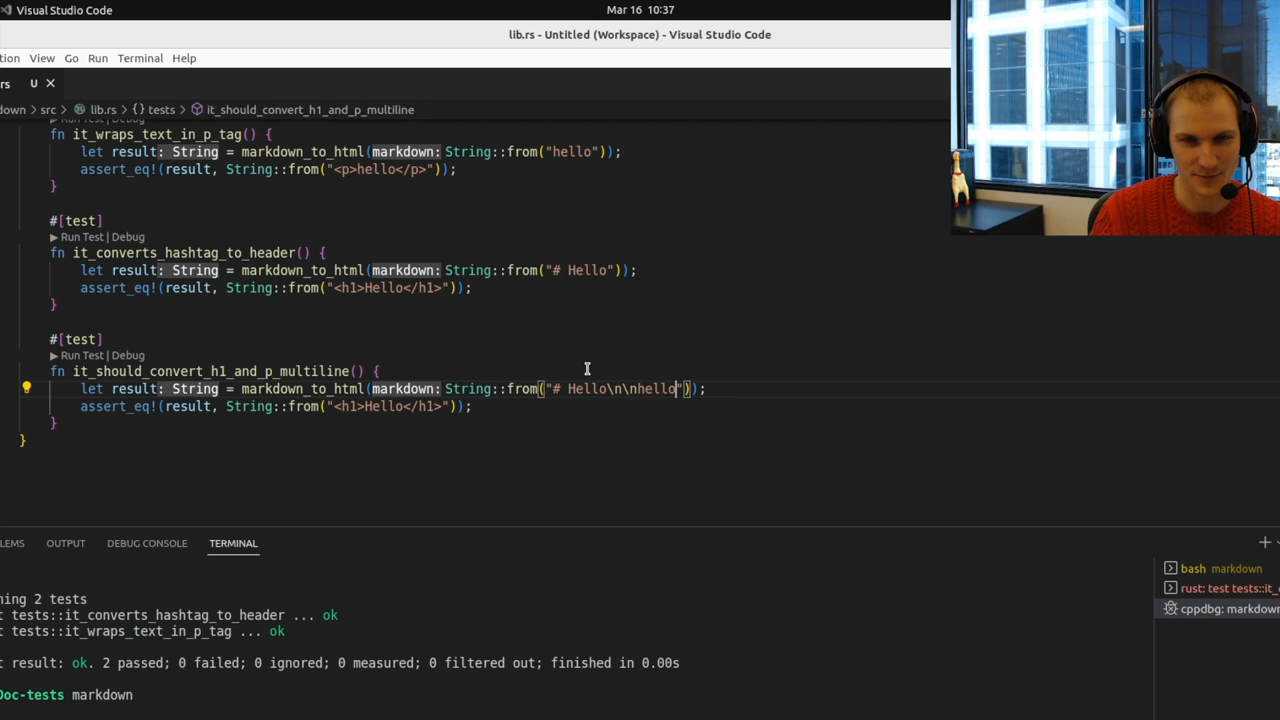 Visual Studio Code
Mar 16 10:37
lib.rs - Untitled (Workspace) - Visual Studio Code
tion View Go Run Terminal Help
rs U
down > src > lib.rs > {} tests > it_should_convert_h1_and_p_multiline
Run Test | Debug
fn it_wraps_text_in_p_tag() {
let result: String = markdown_to_html(markdown: String::from("hello"));
assert_eq!(result, String::from("<p>hello</p>"));
}
#[test]
Run Test | Debug
fn it_converts_hashtag_to_header() {
let result: String = markdown_to_html(markdown: String::from("# Hello"));
assert_eq!(result, String::from("<h1>Hello</h1>"));
}
#[test]
Run Test | Debug
fn it_should_convert_h1_and_p_multiline() {
let result: String = markdown_to_html(markdown: String::from("# Hello\n\nhello"));
assert_eq!(result, String::from("<h1>Hello</h1>"));
}
}
LEMS OUTPUT DEBUG CONSOLE TERMINAL
ning 2 tests
t tests::it_converts_hashtag_to_header ... ok
t tests::it_wraps_text_in_p_tag ... ok
t result: ok. 2 passed; 0 failed; 0 ignored; 0 measured; 0 filtered out; finished in 0.00s
Doc-tests markdown
bash markdown
rust: test tests::it_c
cppdbg: markdown